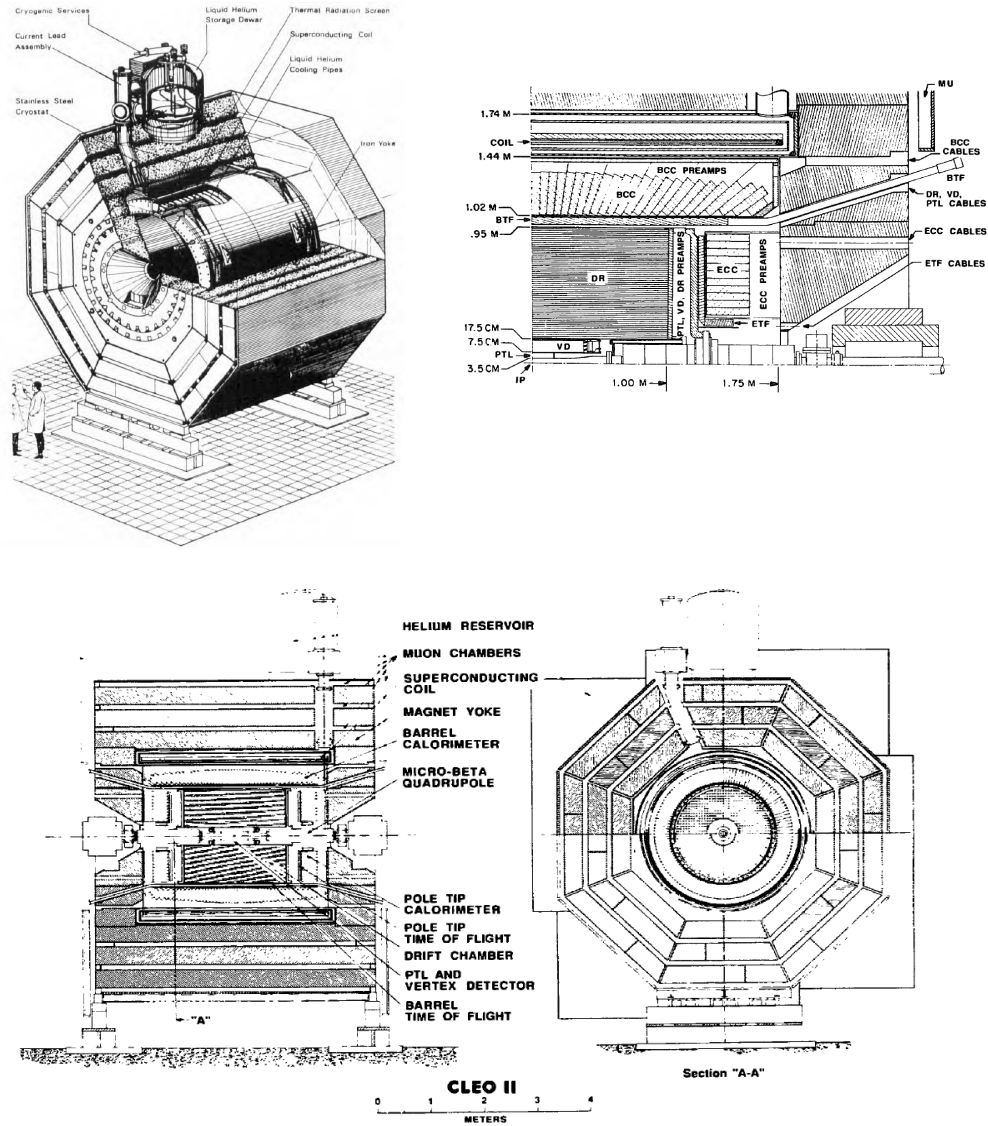 Cryogenic Services
Liquid Helium
Storage Dewar
Thermal Radiation Screen
Current Lead
Assembly
Superconducting Coil
Liquid Helium
Cooling Pipes
Stainless Steel
Cryostat
Iron Yoke
MU
1.74 M
COIL
1.44 M
BCC
CABLES
BCC PREAMPS
BCC
BTF
DR, VD,
PTL CABLES
1.02 M
BTF
.95 M
ECC CABLES
DR
PTL, VD, DR PREAMPS
ECC
ECC PREAMPS
ETF CABLES
ETF
17.5 CM
7.5 CM
VD
PTL
3.5 CM
IP
1.00 M
1.75 M
HELIUM RESERVOIR
MUON CHAMBERS
SUPERCONDUCTING
COIL
MAGNET YOKE
BARREL
CALORIMETER
MICRO-BETA
QUADRUPOLE
POLE TIP
CALORIMETER
POLE TIP
TIME OF FLIGHT
DRIFT CHAMBER
PTL AND
VERTEX DETECTOR
BARREL
TIME OF FLIGHT
"A"
Section "A-A"
CLEO II
0 1 2 3 4
METERS